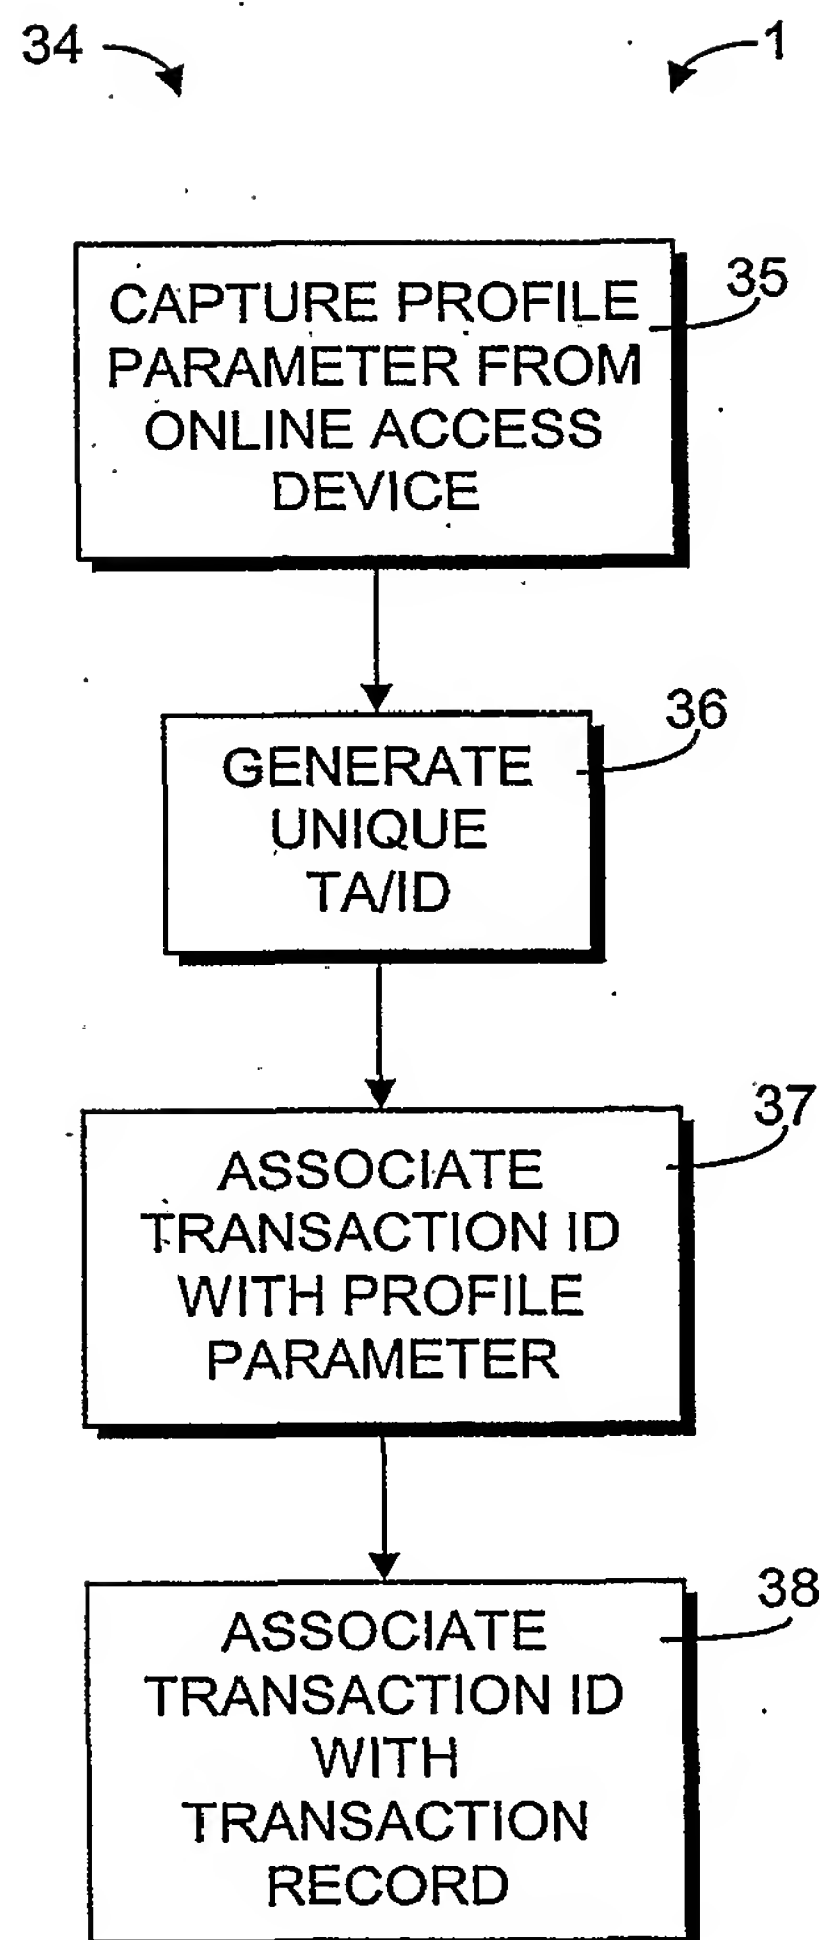 34
1
35
CAPTURE PROFILE
PARAMETER FROM
ONLINE ACCESS
DEVICE
36
GENERATE
UNIQUE
TA/ID
37
ASSOCIATE
TRANSACTION ID
WITH PROFILE
PARAMETER
38
ASSOCIATE
TRANSACTION ID
WITH
TRANSACTION
RECORD